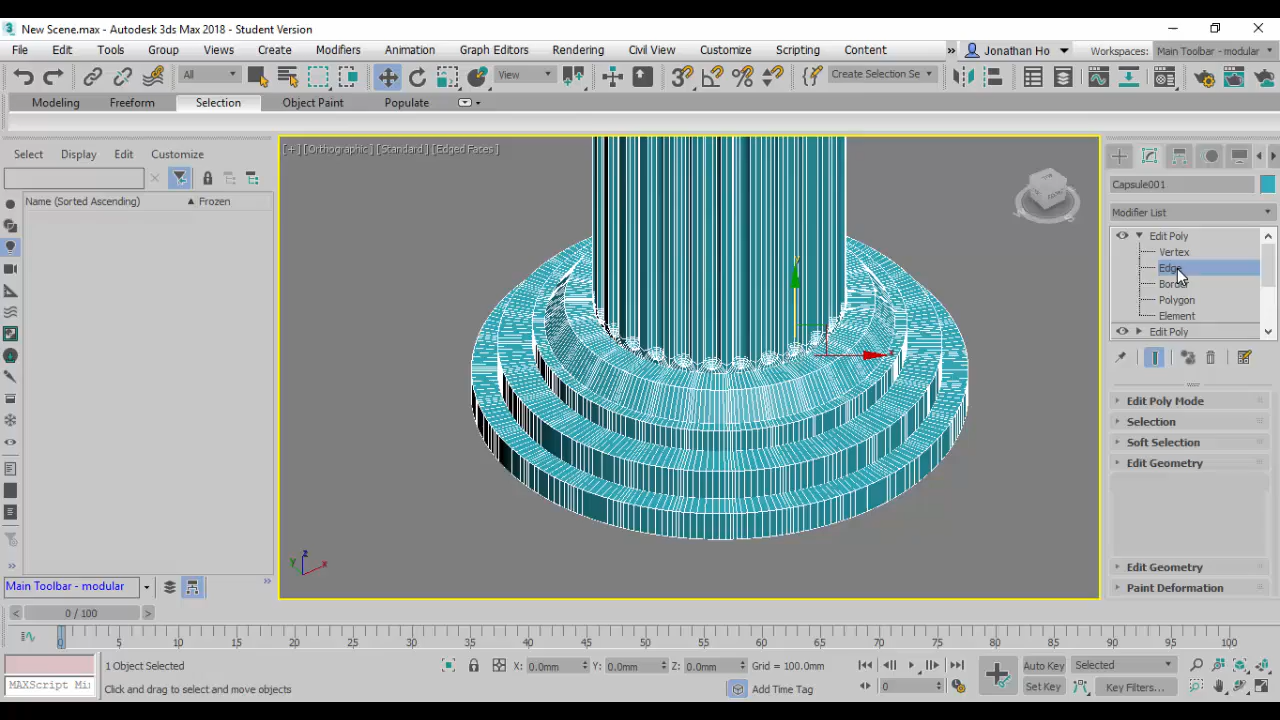 New Scene.max - Autodesk 3ds Max 2018 - Student Version
File Edit Tools Group Views Create Modifiers Animation Graph Editors Rendering Civil View Customize Scripting Content » Jonathan Ho Workspaces: Main Toolbar - modular
All View Create Selection Se
Modeling Freeform Selection Object Paint Populate
Select Display Edit Customize
[+] [Orthographic] [Standard] [Edged Faces]
Name (Sorted Ascending) Frozen
Capsule001
Modifier List
Edit Poly
Vertex
Edge
Border
Polygon
Element
Edit Poly
Edit Poly Mode
Selection
Soft Selection
Edit Geometry
Edit Geometry
Paint Deformation
z
y x
Main Toolbar - modular
0 / 100
0 5 10 15 20 25 30 35 40 45 50 55 60 65 70 75 80 85 90 95 100
1 Object Selected X: 0.0mm Y: 0.0mm Z: 0.0mm Grid = 100.0mm Auto Key Selected
MAXScript Mi Click and drag to select and move objects Add Time Tag 0 Set Key Key Filters...